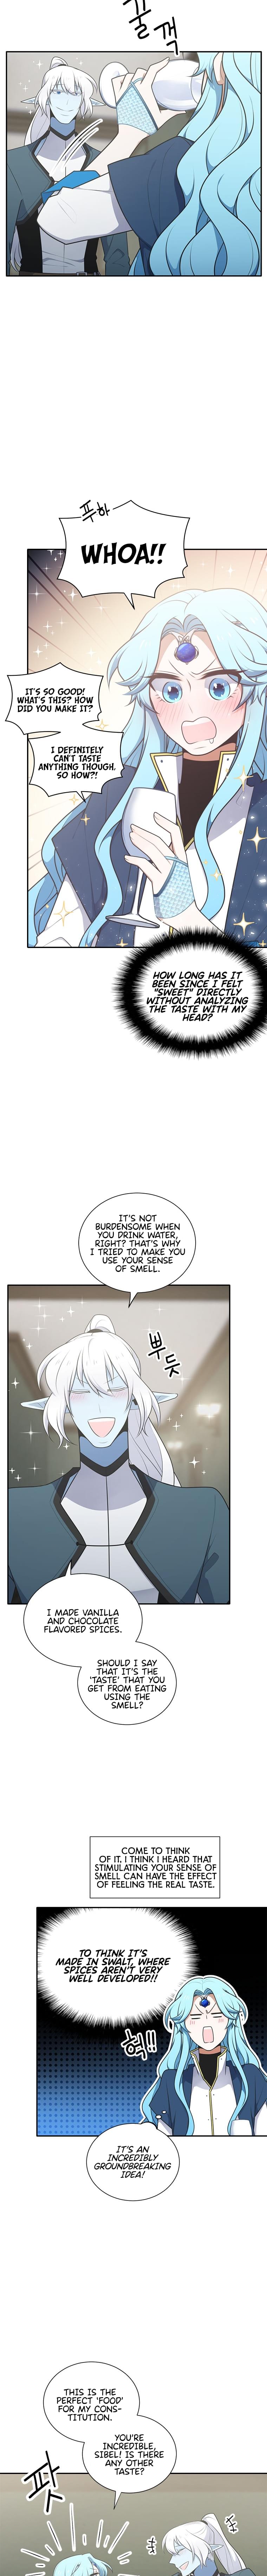 꿀꺽
푸하
WHOA!!
IT'S SO GOOD!
WHAT'S THIS? HOW
DID YOU MAKE IT?
I DEFINITELY
CAN'T TASTE
ANYTHING THOUGH,
SO HOW?!
HOW LONG HAS IT
BEEN SINCE I FELT
"SWEET" DIRECTLY
WITHOUT ANALYZING
THE TASTE WITH MY
HEAD?
IT'S NOT
BURDENSOME WHEN
YOU DRINK WATER,
RIGHT? THAT'S WHY
I TRIED TO MAKE YOU
USE YOUR SENSE
OF SMELL.
뿌듯
I MADE VANILLA
AND CHOCOLATE
FLAVORED SPICES.
SHOULD I SAY
THAT IT'S THE
'TASTE' THAT YOU
GET FROM EATING
USING THE
SMELL?
COME TO THINK
OF IT, I THINK I HEARD THAT
STIMULATING YOUR SENSE OF
SMELL CAN HAVE THE EFFECT
OF FEELING THE REAL TASTE.
TO THINK IT'S
MADE IN SWALT, WHERE
SPICES AREN'T VERY
WELL DEVELOPED!!
헉!!
IT'S AN
INCREDIBLY
GROUNDBREAKING
IDEA!
THIS IS THE
PERFECT 'FOOD'
FOR MY CONS-
TITUTION.
YOU'RE
INCREDIBLE,
SIBEL! IS THERE
ANY OTHER
TASTE?
팟